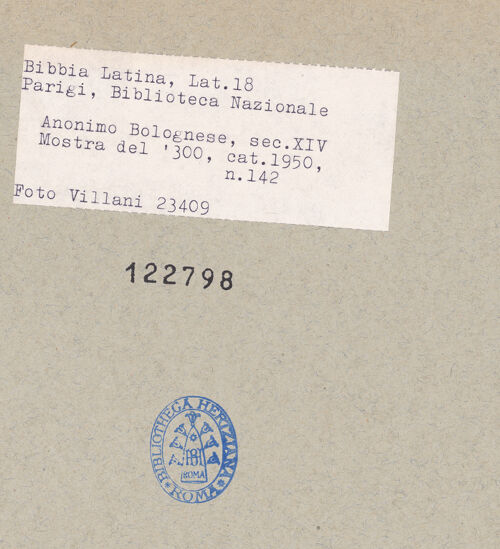 Bibbia Latina, Lat.18
Parigi, Biblioteca Nazionale
Anonimo Bolognese, sec.XIV
Mostra del '300, cat.1950,
n.142
Foto Villani 23409
122798
BIBLIOTHECA HERTZIANA
ROMA
ROMA